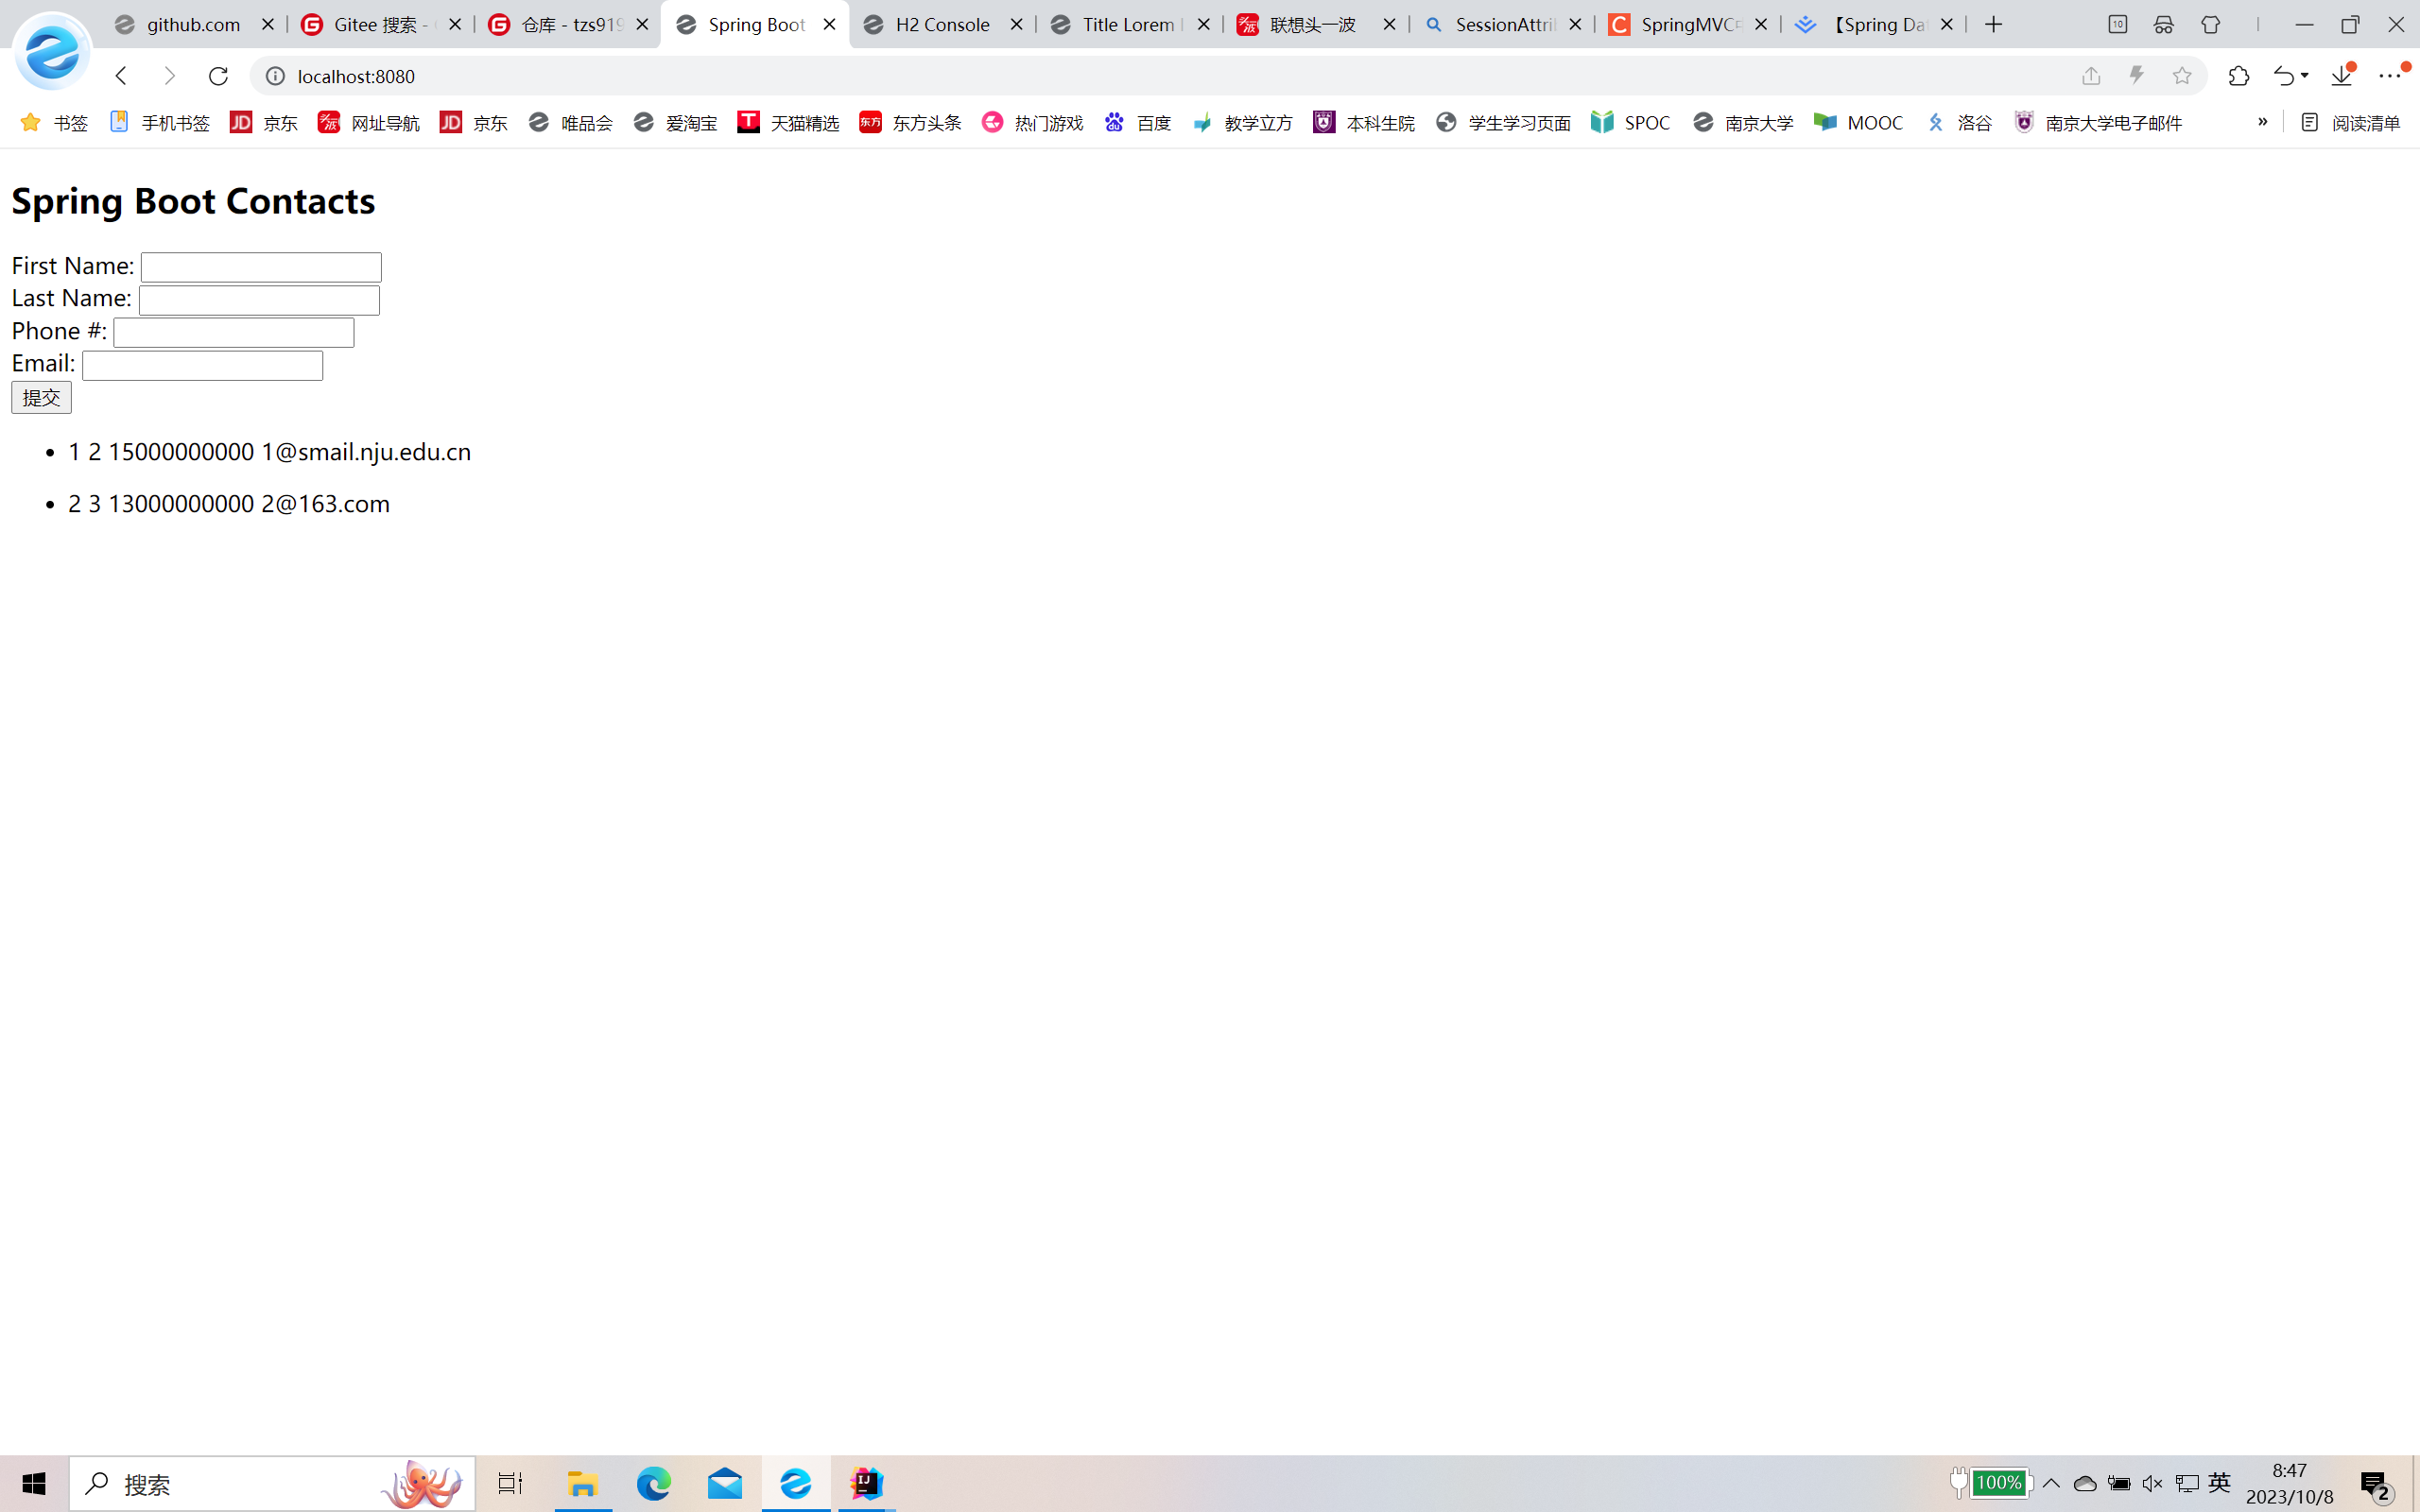 github.com
Gitee 搜索 -
仓库 - tzs919
Spring Boot
H2 Console
Title Lorem
联想头一波
SessionAttri
SpringMVC
【Spring Da
10
localhost:8080
书签
手机书签
JD 京东
网址导航
JD 京东
唯品会
爱淘宝
T 天猫精选
东方 东方头条
热门游戏
百度
教学立方
本科生院
学生学习页面
SPOC
南京大学
MOOC
洛谷
南京大学电子邮件
»
阅读清单
Spring Boot Contacts
First Name:
Last Name:
Phone #:
Email:
提交
• 1 2 15000000000 1@smail.nju.edu.cn
• 2 3 13000000000 2@163.com
搜索
IJ
100%
英
8:47
2023/10/8
2